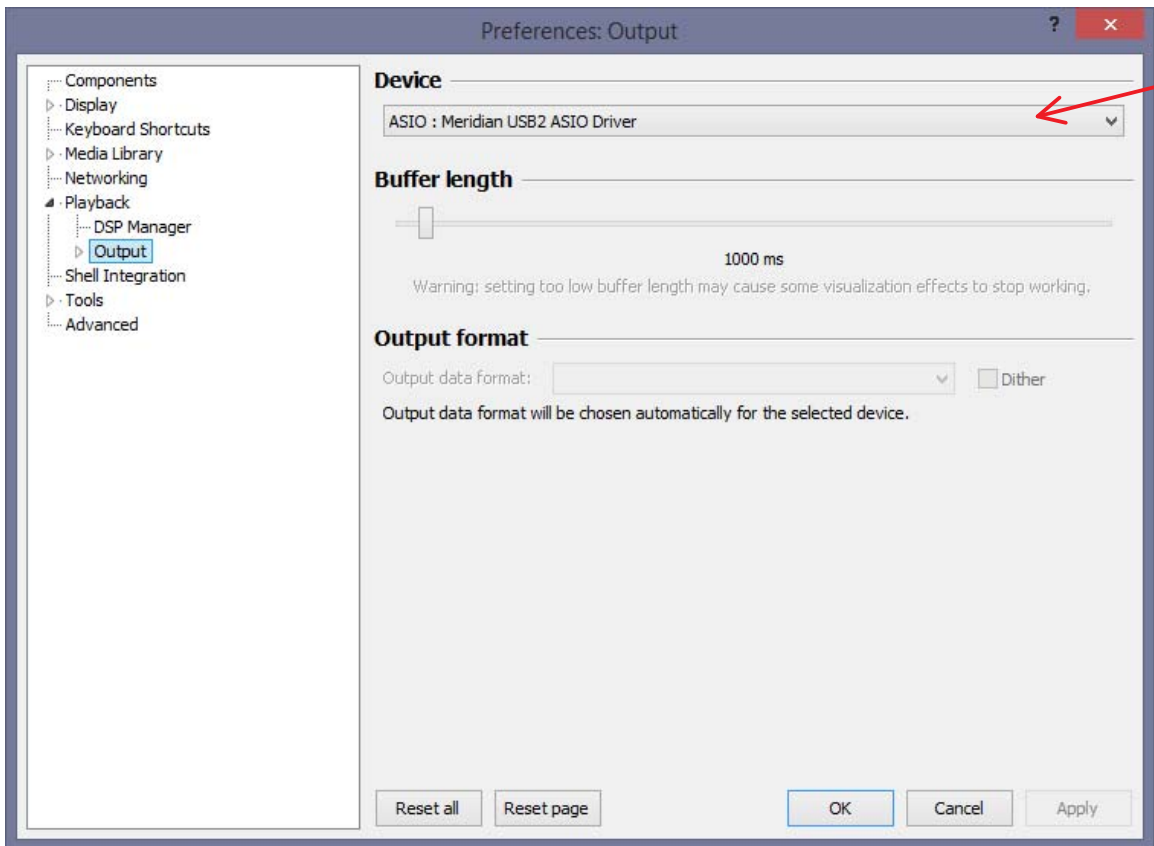 Preferences: Output
?
Components
Display
Keyboard Shortcuts
Media Library
Networking
Playback
DSP Manager
Output
Shell Integration
Tools
Advanced
Device
ASIO : Meridian USB2 ASIO Driver
Buffer length
1000 ms
Warning: setting too low buffer length may cause some visualization effects to stop working.
Output format
Output data format:
Dither
Output data format will be chosen automatically for the selected device.
Reset all
Reset page
OK
Cancel
Apply